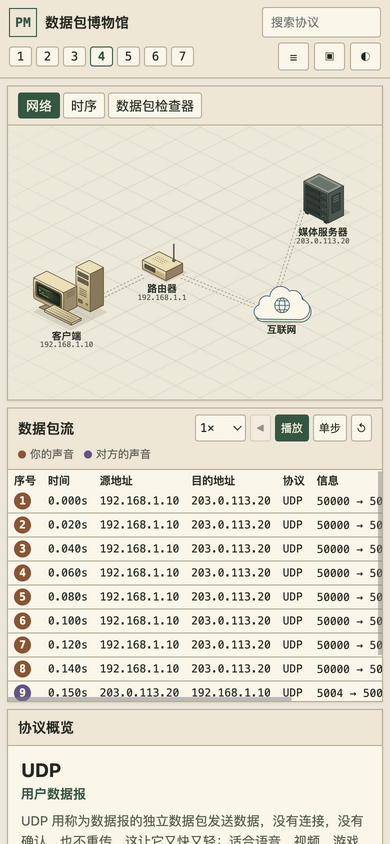 PM 数据包博物馆 搜索协议
1 2 3 4 5 6 7
网络 时序 数据包检查器
媒体服务器
203.0.113.20
路由器
192.168.1.1
互联网
客户端
192.168.1.10
数据包流 1× 播放 单步
你的声音 对方的声音
序号 时间 源地址 目的地址 协议 信息
1 0.000s 192.168.1.10 203.0.113.20 UDP 50000 → 50
2 0.020s 192.168.1.10 203.0.113.20 UDP 50000 → 50
3 0.040s 192.168.1.10 203.0.113.20 UDP 50000 → 50
4 0.060s 192.168.1.10 203.0.113.20 UDP 50000 → 50
5 0.080s 192.168.1.10 203.0.113.20 UDP 50000 → 50
6 0.100s 192.168.1.10 203.0.113.20 UDP 50000 → 50
7 0.120s 192.168.1.10 203.0.113.20 UDP 50000 → 50
8 0.140s 192.168.1.10 203.0.113.20 UDP 50000 → 50
9 0.150s 203.0.113.20 192.168.1.10 UDP 5004 → 500
协议概览
UDP
用户数据报
UDP 用称为数据报的独立数据包发送数据，没有连接，没有
确认，也不重传。这让它又快又轻：适合语音、视频、游戏